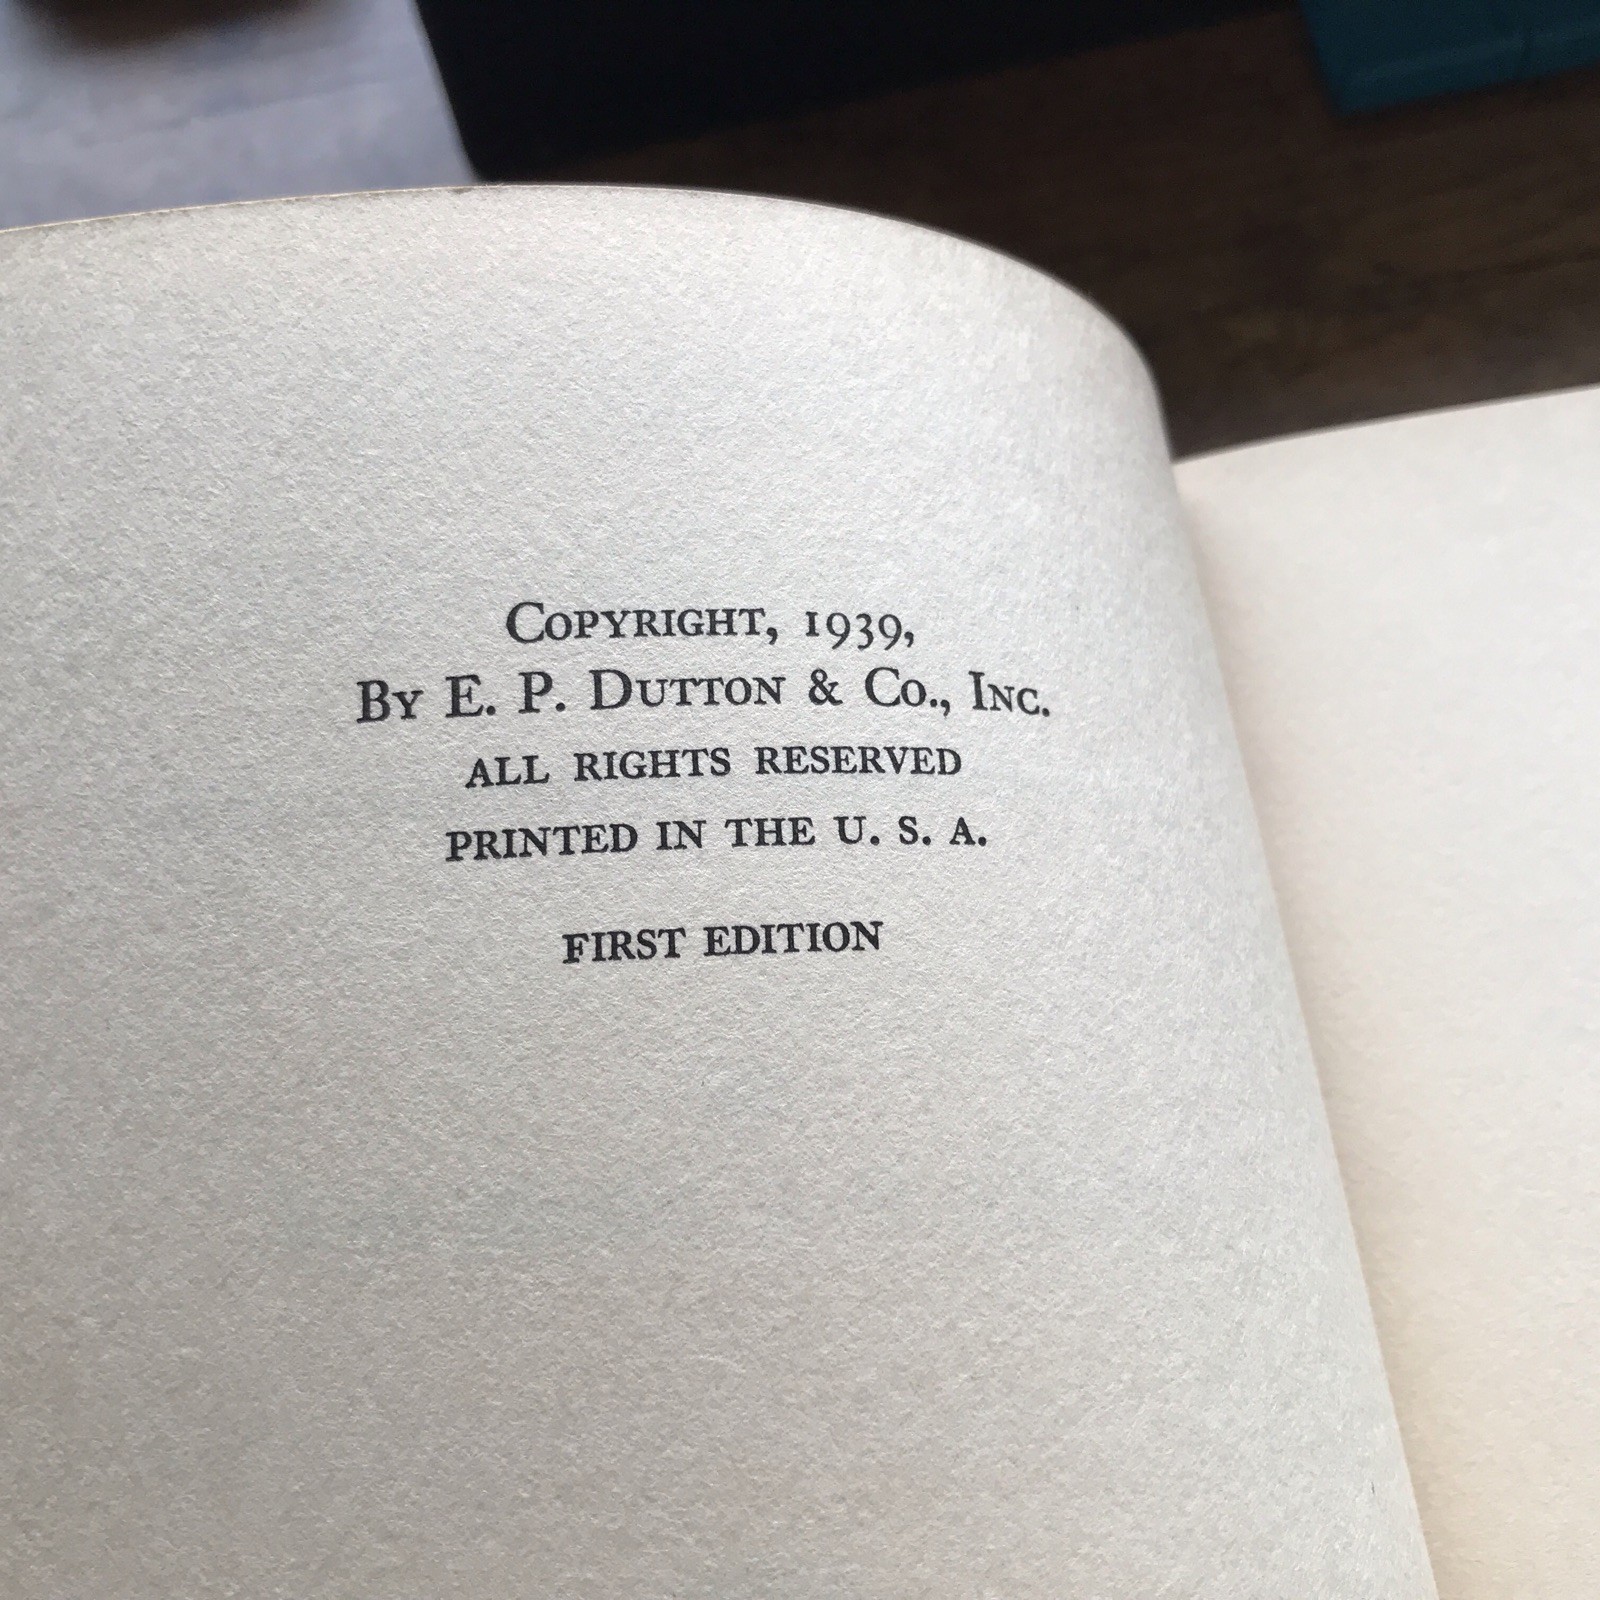 Copyright, 1939,
By E. P. Dutton & Co., Inc.
ALL RIGHTS RESERVED
PRINTED IN THE U. S. A.
FIRST EDITION